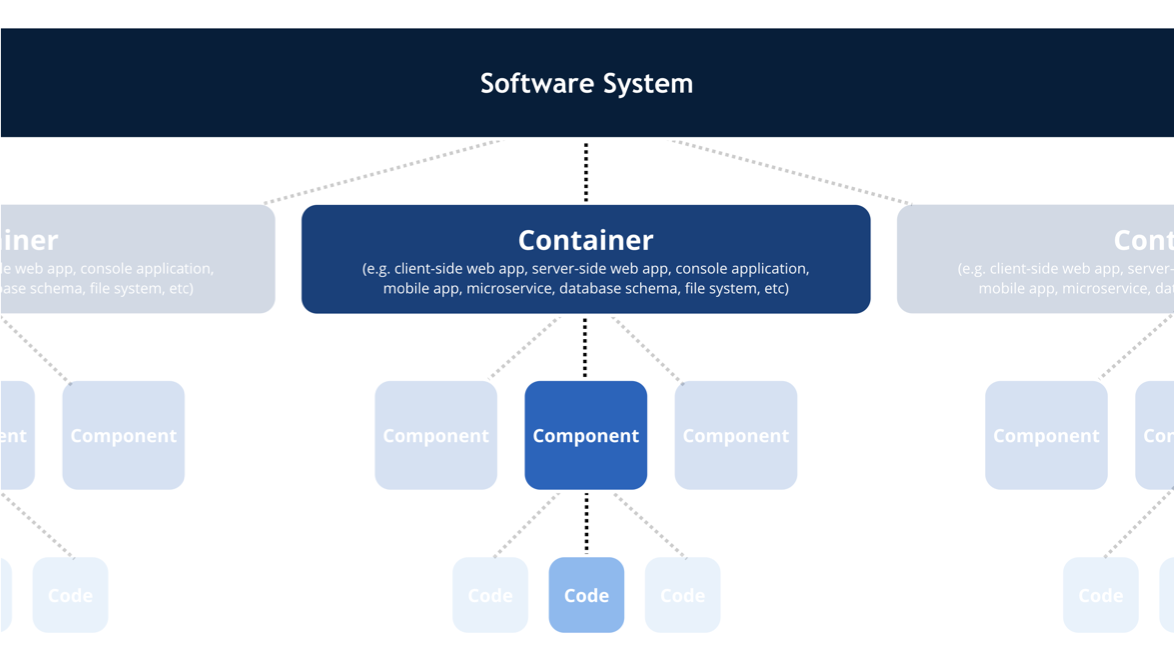 Software System
iner
Container
Cont
le web app, console application,
(e.g. client-side web app, server-side web app, console application,
(e.g. client-side web app, server-
base schema, file system, etc)
mobile app, microservice, database schema, file system, etc)
mobile app, microservice, dat
ent
Component
Component
Component
Component
Component
Cor
Code
Code
Code
Code
Code